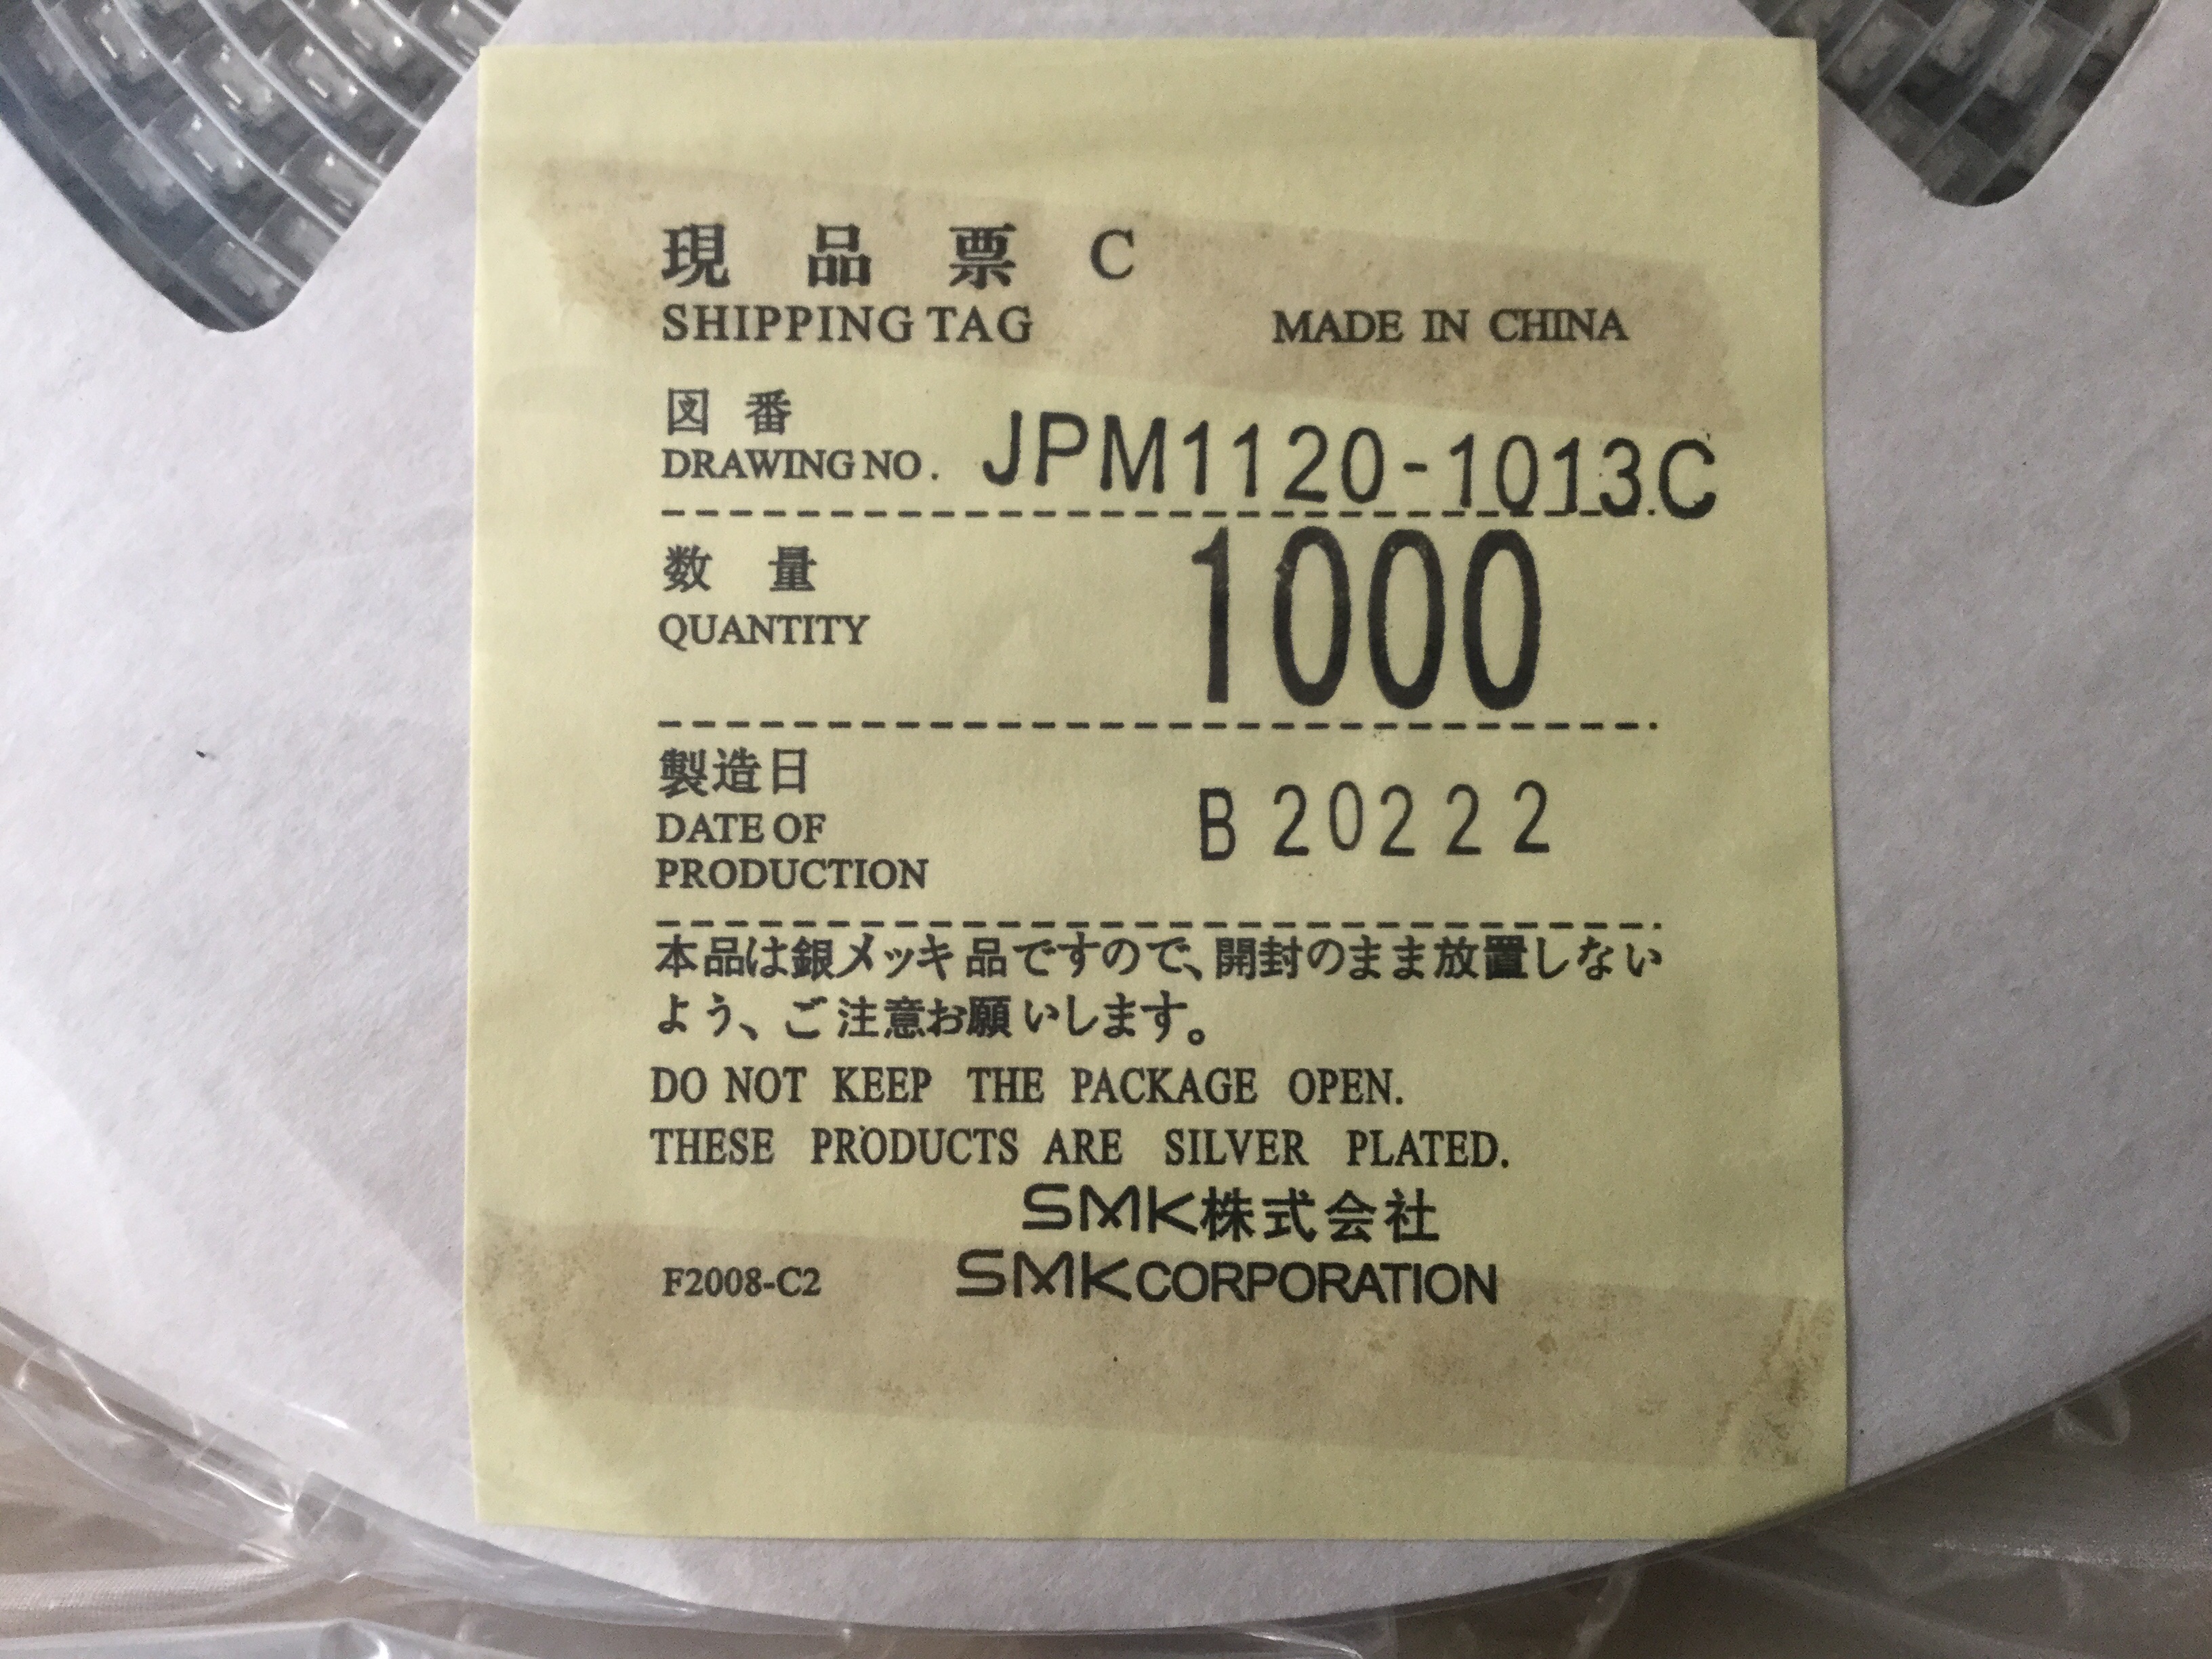 現品票 C
SHIPPING TAG MADE IN CHINA
図番
DRAWING NO. JPM1120-1013C
数量 1000
QUANTITY
製造日
DATE OF B20222
PRODUCTION
本品は銀メッキ品ですので、開封のまま放置しない
よう、ご注意お願いします。
DO NOT KEEP THE PACKAGE OPEN.
THESE PRODUCTS ARE SILVER PLATED.
SMK株式会社
F2008-C2 SMK CORPORATION